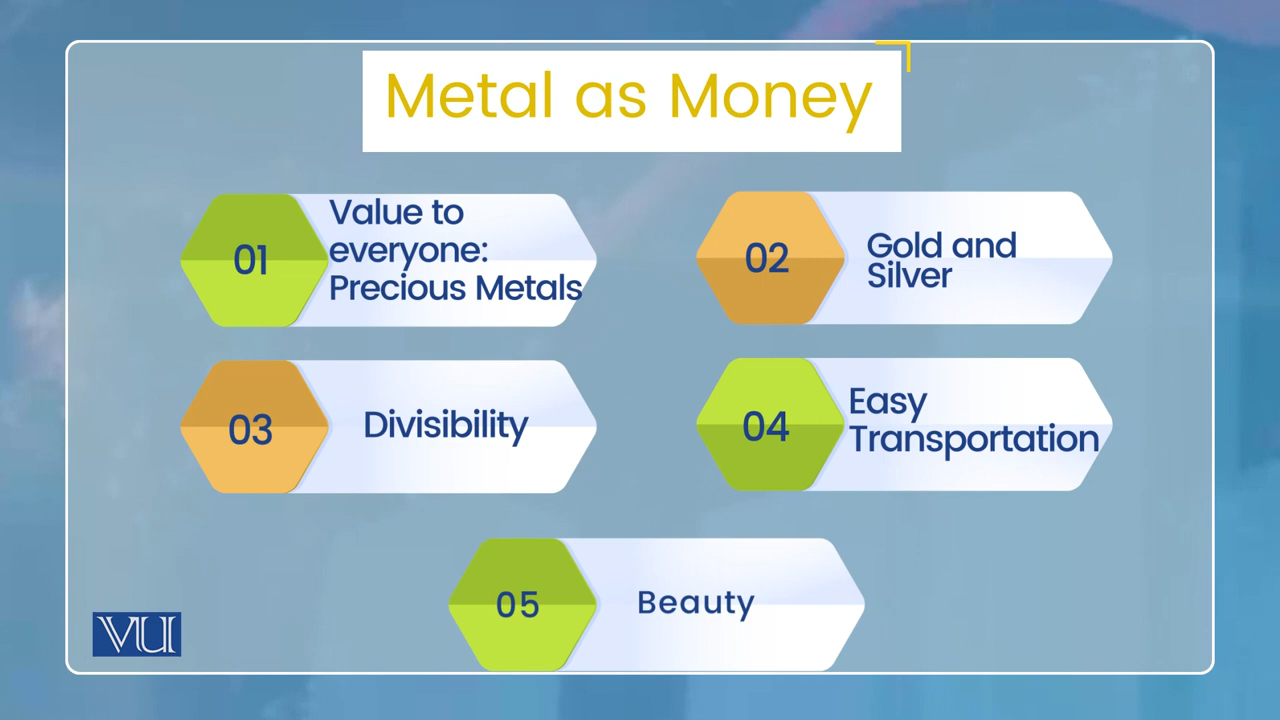 Metal as Money
01
Value to
everyone:
Precious Metals
02
Gold and
Silver
03
Divisibility
04
Easy
Transportation
05
Beauty
VU